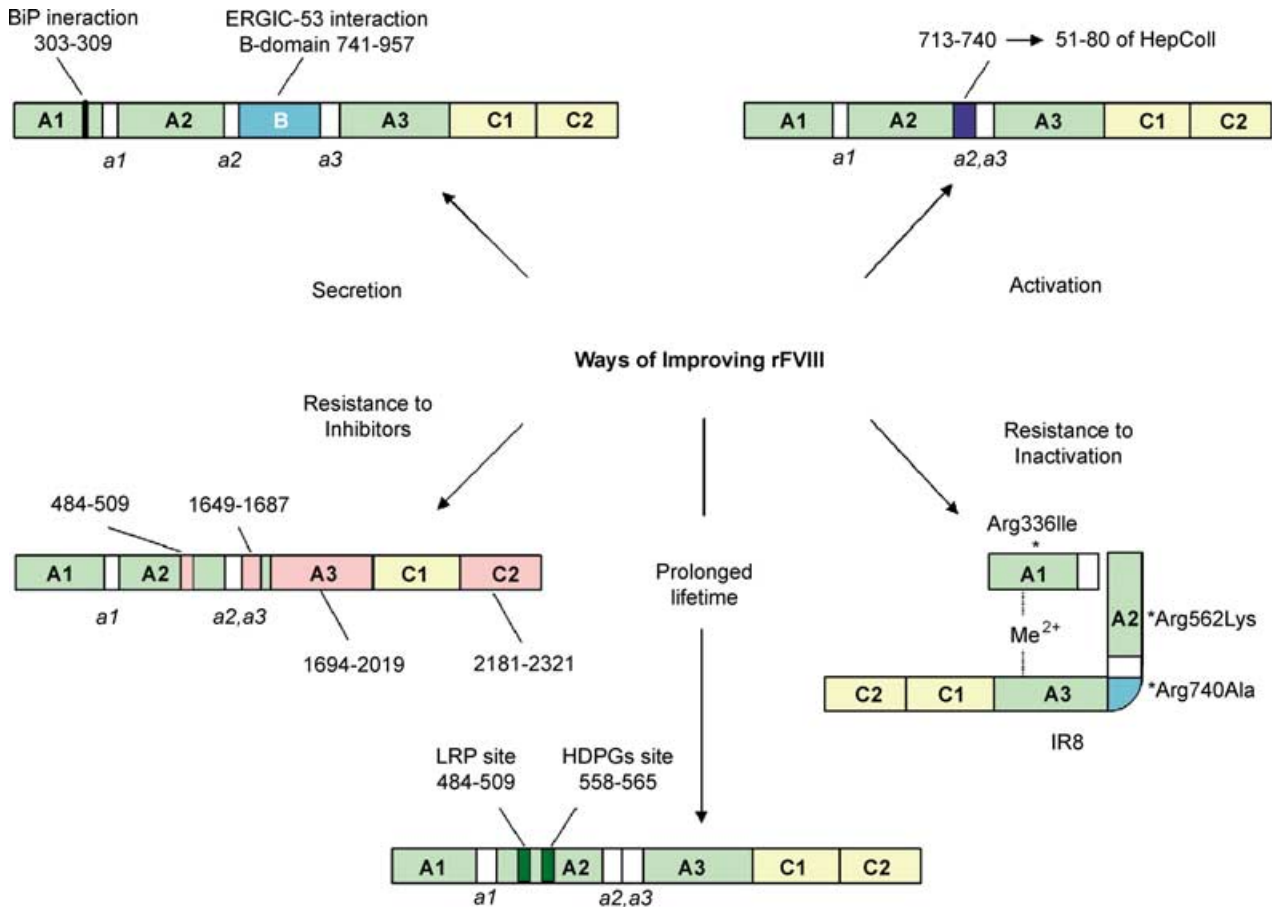 BiP ineraction
303-309
ERGIC-53 interaction
B-domain 741-957
A1
A2
B
A3
C1
C2
a1
a2
a3
713-740
51-80 of HepColl
A1
A2
A3
C1
C2
a1
a2,a3
Secretion
Activation
Ways of Improving rFVIII
Resistance to
Inhibitors
484-509
1649-1687
A1
A2
A3
C1
C2
a1
a2,a3
1694-2019
2181-2321
Prolonged
lifetime
Resistance to
Inactivation
Arg336Ile
*
A1
A2
*Arg562Lys
Me2+
*Arg740Ala
C2
C1
A3
IR8
LRP site
484-509
HDPGs site
558-565
A1
A2
A3
C1
C2
a1
a2,a3